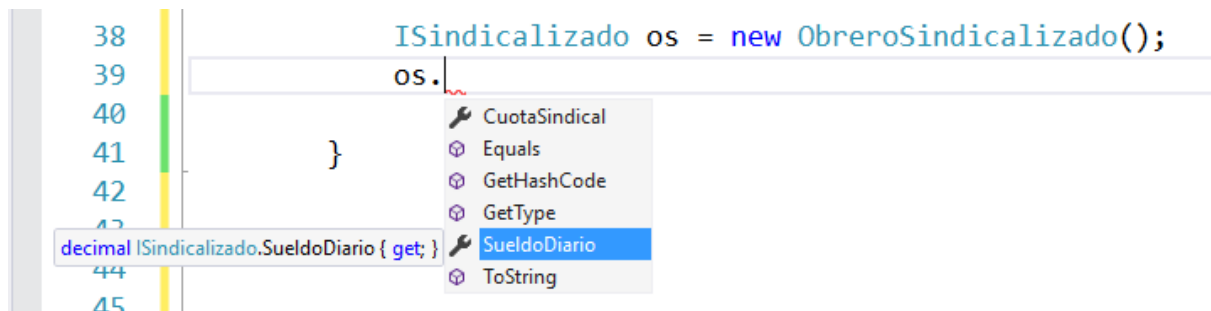 38 ISindicalizado os = new ObreroSindicalizado();
39 os.
40 CuotaSindical
41 } Equals
GetHashCode
42 GetType
43
decimal ISindicalizado.SueldoDiario { get; } SueldoDiario
44 ToString
45